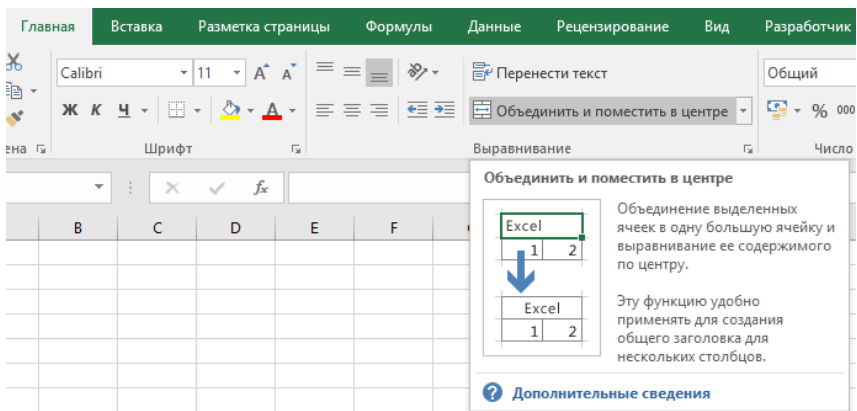 Главная Вставка Разметка страницы Формулы Данные Рецензирование Вид Разработчик
Calibri 11 A A Перенести текст Общий
Ж К Ч A Объединить и поместить в центре % 000
ена Шрифт Выравнивание Число
fx
Объединить и поместить в центре
B C D E F
Excel
1 2
Excel
1 2
Объединение выделенных
ячеек в одну большую ячейку и
выравнивание ее содержимого
по центру.
Эту функцию удобно
применять для создания
общего заголовка для
нескольких столбцов.
? Дополнительные сведения